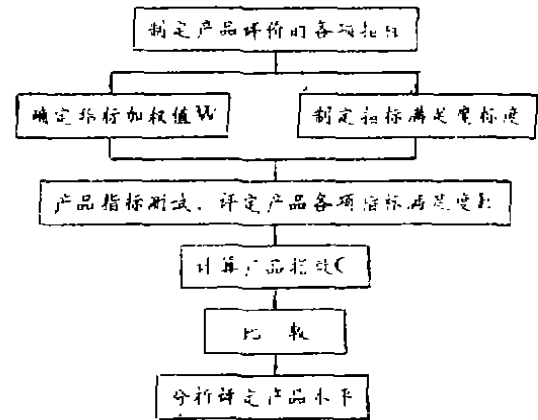 制定产品评价的各项指标
确定指标加权值W
制定指标满足度标度
产品指标测试、评定产品各项指标满足度
计算产品指数C
比 较
分析评定产品水平